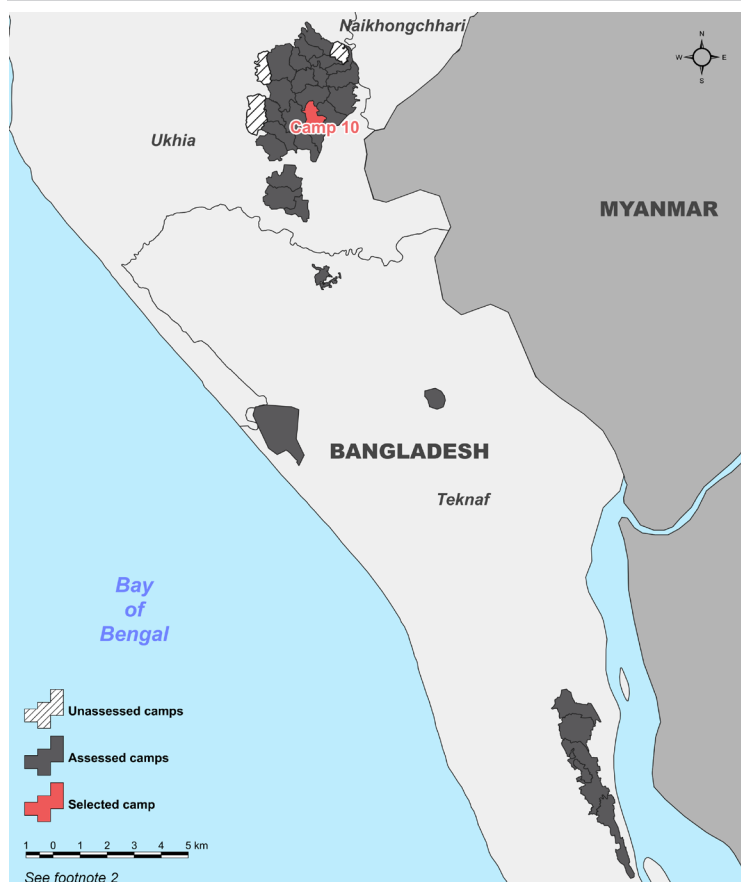 Naikhongchhari
N
W E
S
Camp 10
Ukhia
MYANMAR
BANGLADESH
Teknaf
Bay
of
Bengal
Unassessed camps
Assessed camps
Selected camp
1 0 1 2 3 4 5 km
See footnote 2